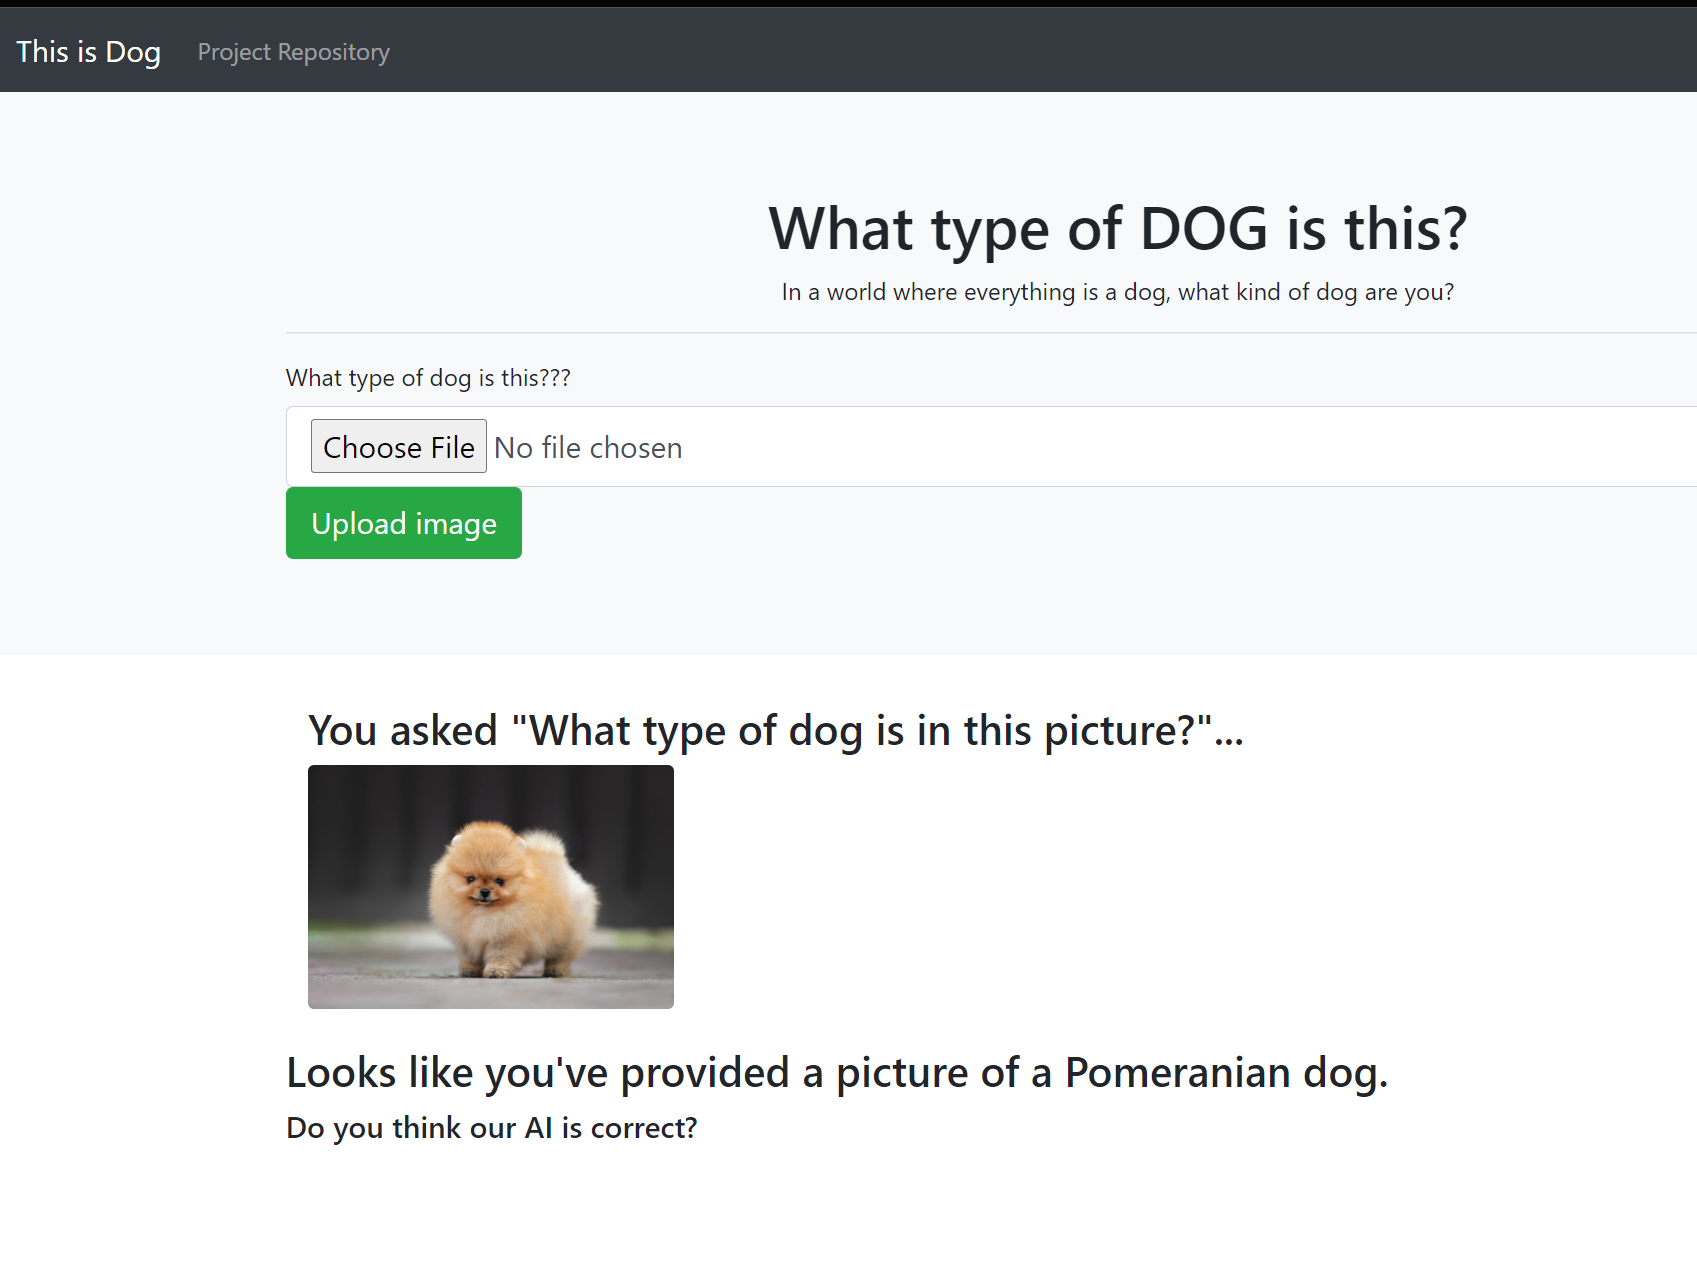 This is Dog Project Repository
What type of DOG is this?
In a world where everything is a dog, what kind of dog are you?
What type of dog is this???
Choose File No file chosen
Upload image
You asked "What type of dog is in this picture?"...
Looks like you've provided a picture of a Pomeranian dog.
Do you think our AI is correct?